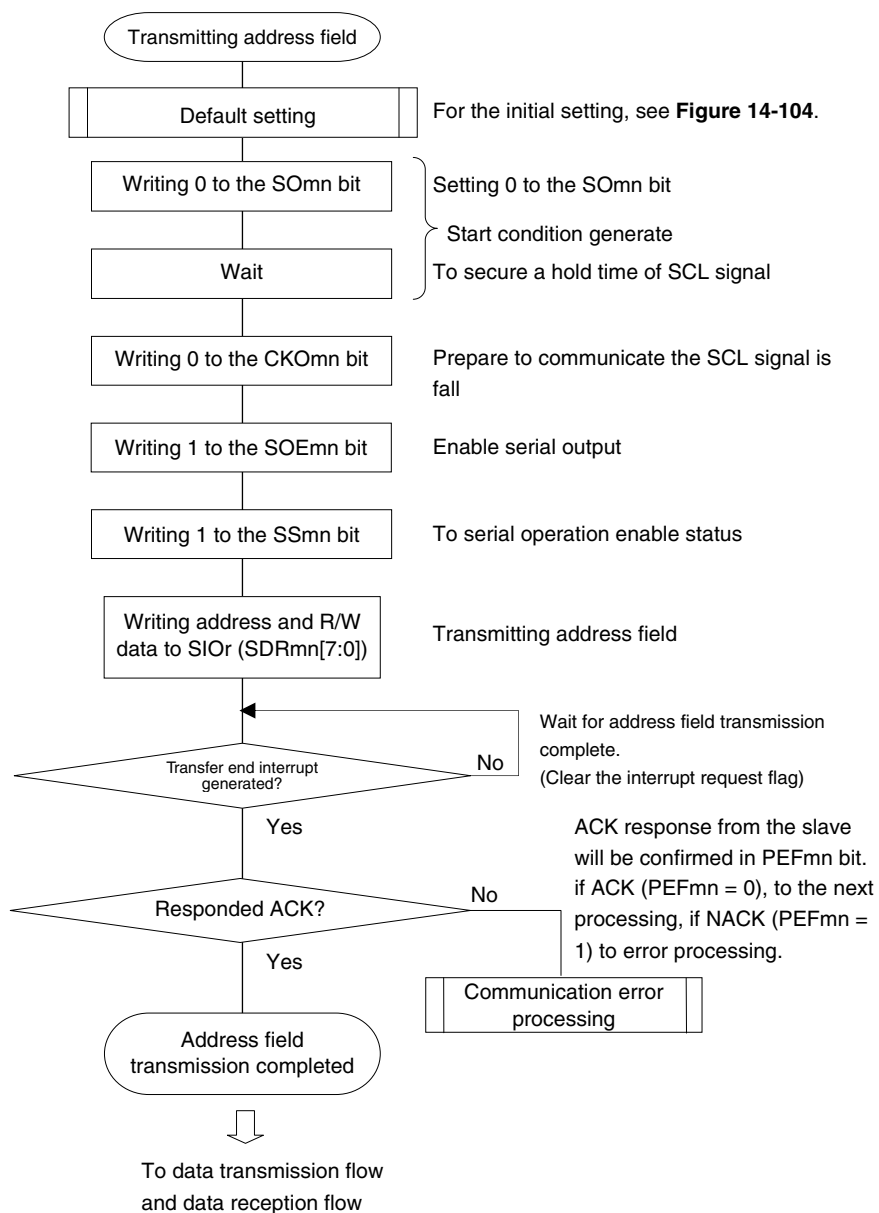 Transmitting address field
Default setting
For the initial setting, see Figure 14-104.
Writing 0 to the SOmn bit
Setting 0 to the SOmn bit
Start condition generate
Wait
To secure a hold time of SCL signal
Writing 0 to the CKOmn bit
Prepare to communicate the SCL signal is
fall
Writing 1 to the SOEmn bit
Enable serial output
Writing 1 to the SSmn bit
To serial operation enable status
Writing address and R/W
data to SIOr (SDRmn[7:0])
Transmitting address field
Transfer end interrupt
generated?
No
Wait for address field transmission
complete.
(Clear the interrupt request flag)
Yes
Responded ACK?
No
ACK response from the slave
will be confirmed in PEFmn bit.
if ACK (PEFmn = 0), to the next
processing, if NACK (PEFmn =
1) to error processing.
Yes
Communication error
processing
Address field
transmission completed
To data transmission flow
and data reception flow